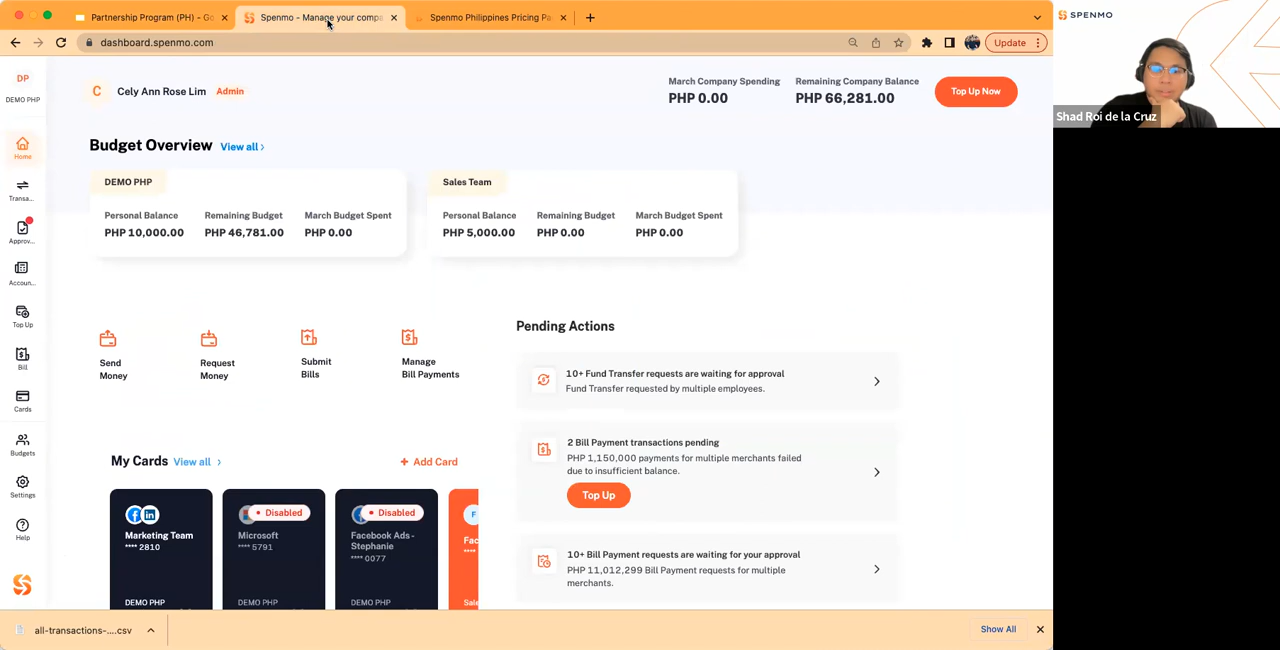 Partnership Program (PH) - Go
Spenmo - Manage your compa
Spenmo Philippines Pricing Pa
dashboard.spenmo.com
Update
SPENMO
Shad Roi de la Cruz
DP
DEMO PHP
Home
Transa...
Approv...
Accoun...
Top Up
Bill
Cards
Budgets
Settings
Help
C
Cely Ann Rose Lim Admin
March Company Spending
PHP 0.00
Remaining Company Balance
PHP 66,281.00
Top Up Now
Budget Overview View all ›
DEMO PHP
Personal Balance Remaining Budget March Budget Spent
PHP 10,000.00 PHP 46,781.00 PHP 0.00
Sales Team
Personal Balance Remaining Budget March Budget Spent
PHP 5,000.00 PHP 0.00 PHP 0.00
Send
Money
Request
Money
Submit
Bills
Manage
Bill Payments
Pending Actions
10+ Fund Transfer requests are waiting for approval
Fund Transfer requested by multiple employees.
2 Bill Payment transactions pending
PHP 1,150,000 payments for multiple merchants failed
due to insufficient balance.
Top Up
10+ Bill Payment requests are waiting for your approval
PHP 11,012,299 Bill Payment requests for multiple
merchants.
My Cards View all ›
+ Add Card
Marketing Team
**** 2810
DEMO PHP
Disabled
Microsoft
**** 5791
DEMO PHP
Disabled
Facebook Ads -
Stephanie
**** 0077
DEMO PHP
F
Fac
****
Sale
all-transactions-....csv
Show All